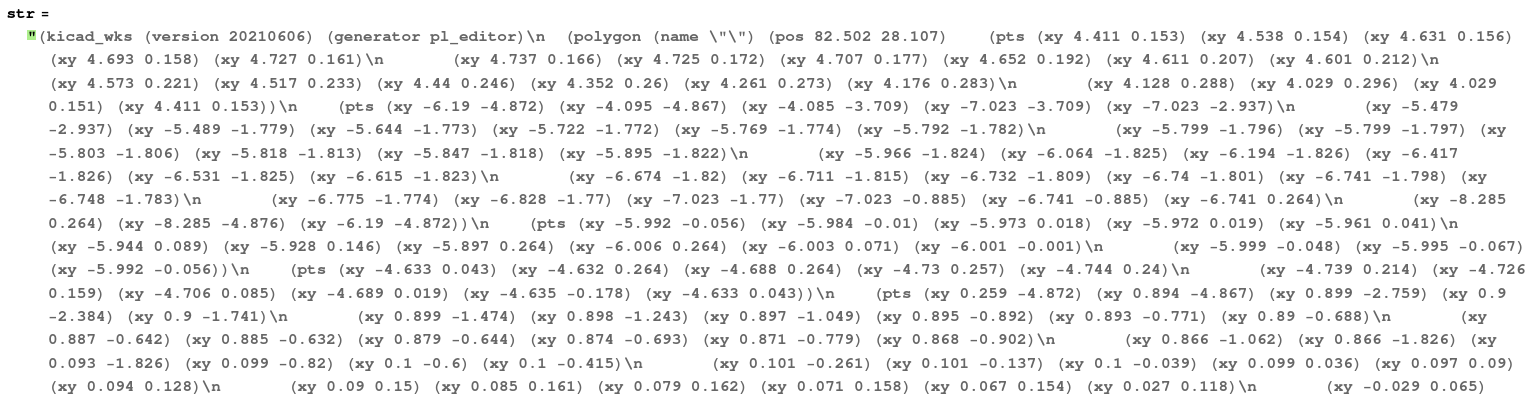 str =
"(kicad_wks (version 20210606) (generator pl_editor)\n  (polygon (name \"\") (pos 82.502 28.107)     (pts (xy 4.411 0.153) (xy 4.538 0.154) (xy 4.631 0.156)
(xy 4.693 0.158) (xy 4.727 0.161)\n        (xy 4.737 0.166) (xy 4.725 0.172) (xy 4.707 0.177) (xy 4.652 0.192) (xy 4.611 0.207) (xy 4.601 0.212)\n
(xy 4.573 0.221) (xy 4.517 0.233) (xy 4.44 0.246) (xy 4.352 0.26) (xy 4.261 0.273) (xy 4.176 0.283)\n        (xy 4.128 0.288) (xy 4.029 0.296) (xy 4.029
0.151) (xy 4.411 0.153))\n     (pts (xy -6.19 -4.872) (xy -4.095 -4.867) (xy -4.085 -3.709) (xy -7.023 -3.709) (xy -7.023 -2.937)\n        (xy -5.479
-2.937) (xy -5.489 -1.779) (xy -5.644 -1.773) (xy -5.722 -1.772) (xy -5.769 -1.774) (xy -5.792 -1.782)\n        (xy -5.799 -1.796) (xy -5.799 -1.797) (xy
-5.803 -1.806) (xy -5.818 -1.813) (xy -5.847 -1.818) (xy -5.895 -1.822)\n        (xy -5.966 -1.824) (xy -6.064 -1.825) (xy -6.194 -1.826) (xy -6.417
-1.826) (xy -6.531 -1.825) (xy -6.615 -1.823)\n        (xy -6.674 -1.82) (xy -6.711 -1.815) (xy -6.732 -1.809) (xy -6.74 -1.801) (xy -6.741 -1.798) (xy
-6.748 -1.783)\n        (xy -6.775 -1.774) (xy -6.828 -1.77) (xy -7.023 -1.77) (xy -7.023 -0.885) (xy -6.741 -0.885) (xy -6.741 0.264)\n        (xy -8.285
0.264) (xy -8.285 -4.876) (xy -6.19 -4.872))\n     (pts (xy -5.992 -0.056) (xy -5.984 -0.01) (xy -5.973 0.018) (xy -5.972 0.019) (xy -5.961 0.041)\n
(xy -5.944 0.089) (xy -5.928 0.146) (xy -5.897 0.264) (xy -6.006 0.264) (xy -6.003 0.071) (xy -6.001 -0.001)\n        (xy -5.999 -0.048) (xy -5.995 -0.067)
(xy -5.992 -0.056))\n     (pts (xy -4.633 0.043) (xy -4.632 0.264) (xy -4.688 0.264) (xy -4.73 0.257) (xy -4.744 0.24)\n        (xy -4.739 0.214) (xy -4.726
0.159) (xy -4.706 0.085) (xy -4.689 0.019) (xy -4.635 -0.178) (xy -4.633 0.043))\n     (pts (xy 0.259 -4.872) (xy 0.894 -4.867) (xy 0.899 -2.759) (xy 0.9
-2.384) (xy 0.9 -1.741)\n        (xy 0.899 -1.474) (xy 0.898 -1.243) (xy 0.897 -1.049) (xy 0.895 -0.892) (xy 0.893 -0.771) (xy 0.89 -0.688)\n        (xy
0.887 -0.642) (xy 0.885 -0.632) (xy 0.879 -0.644) (xy 0.874 -0.693) (xy 0.871 -0.779) (xy 0.868 -0.902)\n        (xy 0.866 -1.062) (xy 0.866 -1.826) (xy
0.093 -1.826) (xy 0.099 -0.82) (xy 0.1 -0.6) (xy 0.1 -0.415)\n        (xy 0.101 -0.261) (xy 0.101 -0.137) (xy 0.1 -0.039) (xy 0.099 0.036) (xy 0.097 0.09)
(xy 0.094 0.128)\n        (xy 0.09 0.15) (xy 0.085 0.161) (xy 0.079 0.162) (xy 0.071 0.158) (xy 0.067 0.154) (xy 0.027 0.118)\n        (xy -0.029 0.065)